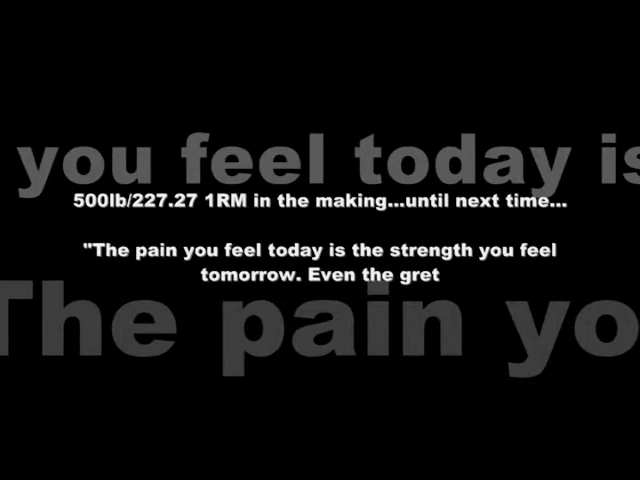 you feel today is
500lb/227.27 1RM in the making...until next time...
"The pain you feel today is the strength you feel
tomorrow. Even the gret
The pain you